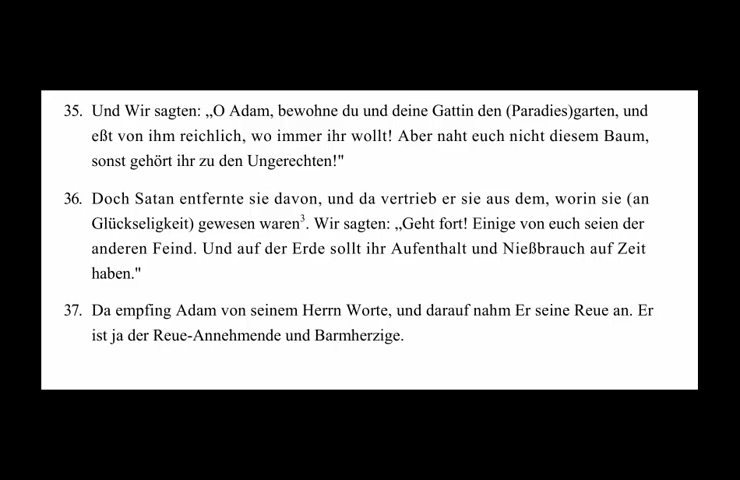 35. Und Wir sagten: „O Adam, bewohne du und deine Gattin den (Paradies)garten, und
eßt von ihm reichlich, wo immer ihr wollt! Aber naht euch nicht diesem Baum,
sonst gehört ihr zu den Ungerechten!"
36. Doch Satan entfernte sie davon, und da vertrieb er sie aus dem, worin sie (an
Glückseligkeit) gewesen waren³. Wir sagten: „Geht fort! Einige von euch seien der
anderen Feind. Und auf der Erde sollt ihr Aufenthalt und Nießbrauch auf Zeit
haben."
37. Da empfing Adam von seinem Herrn Worte, und darauf nahm Er seine Reue an. Er
ist ja der Reue-Annehmende und Barmherzige.